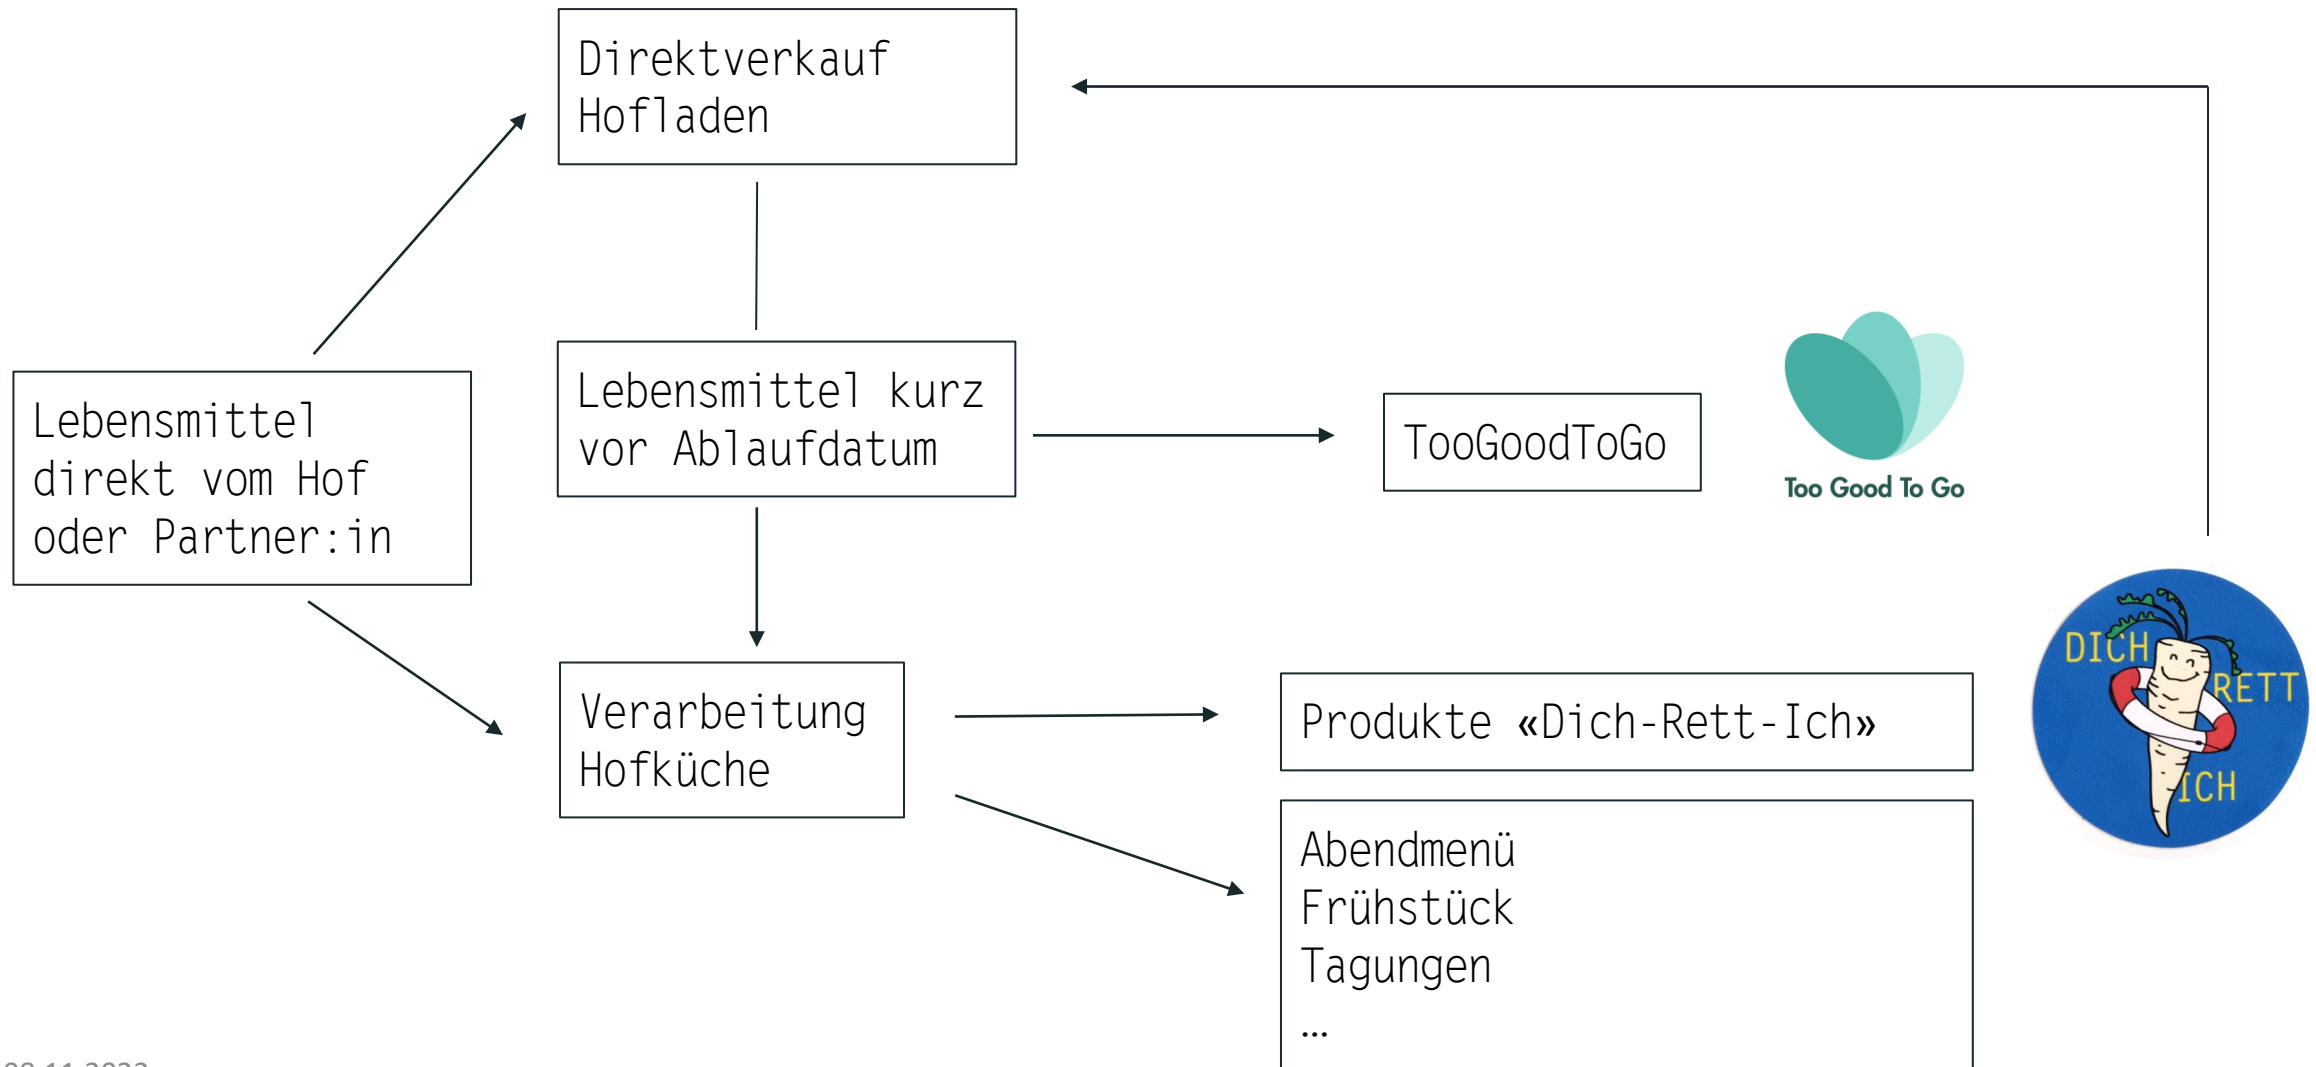 Direktverkauf
Hofladen
Lebensmittel
direkt vom Hof
oder Partner:in
Lebensmittel kurz
vor Ablaufdatum
TooGoodToGo
Too Good To Go
Verarbeitung
Hofküche
Produkte «Dich-Rett-Ich»
DICH
RETT
ICH
Abendmenü
Frühstück
Tagungen
…